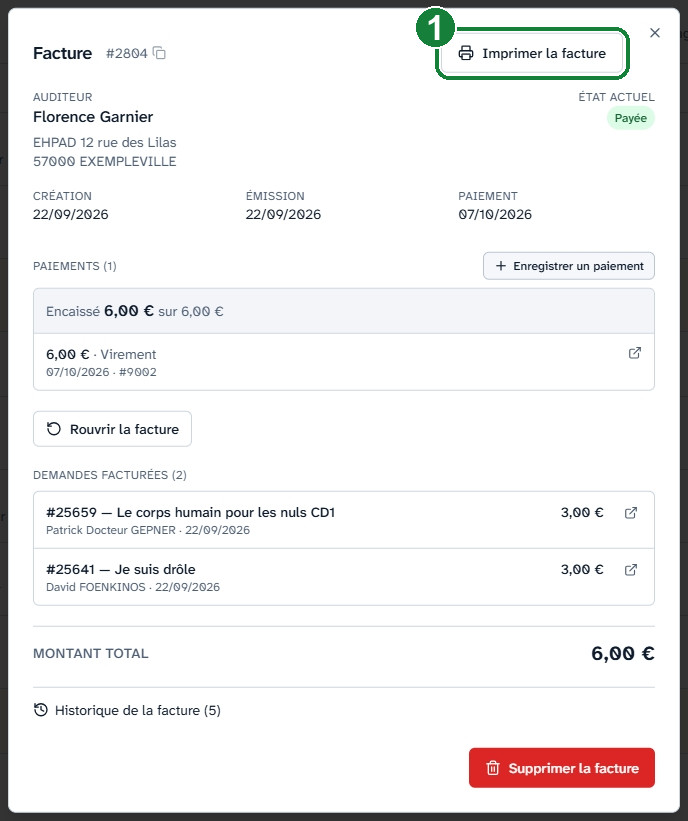 1
Facture #2804
Imprimer la facture
AUDITEUR
Florence Garnier
EHPAD 12 rue des Lilas
57000 EXEMPLEVILLE
ÉTAT ACTUEL
Payée
CRÉATION
22/09/2026
ÉMISSION
22/09/2026
PAIEMENT
07/10/2026
PAIEMENTS (1)
Enregistrer un paiement
Encaissé 6,00 € sur 6,00 €
6,00 € · Virement
07/10/2026 · #9002
Rouvrir la facture
DEMANDES FACTURÉES (2)
#25659 — Le corps humain pour les nuls CD1
Patrick Docteur GEPNER · 22/09/2026
3,00 €
#25641 — Je suis drôle
David FOENKINOS · 22/09/2026
3,00 €
MONTANT TOTAL
6,00 €
Historique de la facture (5)
Supprimer la facture